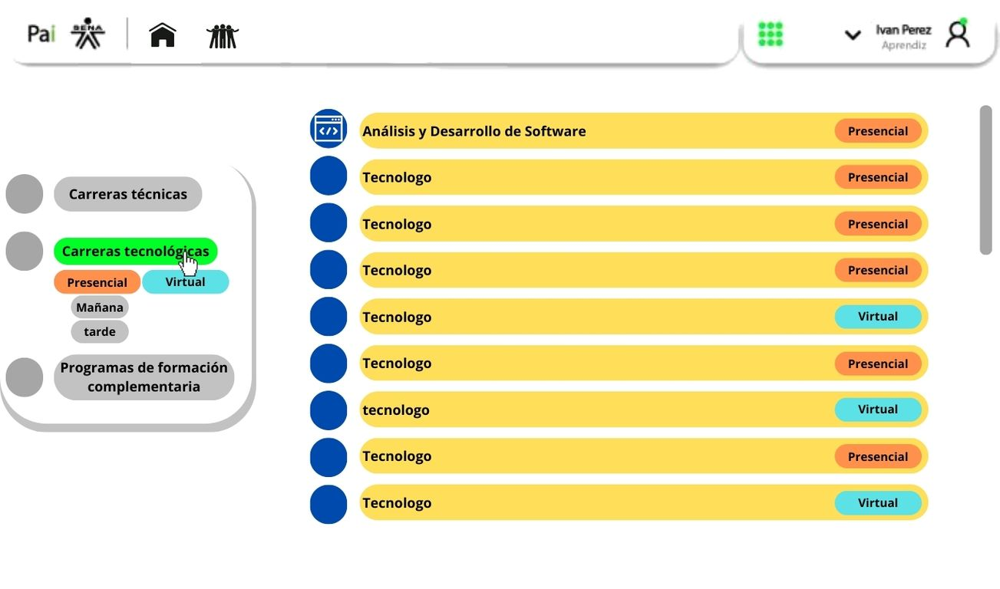 Pai
SENA
Ivan Perez
Aprendiz
Carreras técnicas
Carreras tecnológicas
Presencial
Virtual
Mañana
tarde
Programas de formación
complementaria
Análisis y Desarrollo de Software
Presencial
Tecnologo
Presencial
Tecnologo
Presencial
Tecnologo
Presencial
Tecnologo
Virtual
Tecnologo
Presencial
tecnologo
Virtual
Tecnologo
Presencial
Tecnologo
Virtual